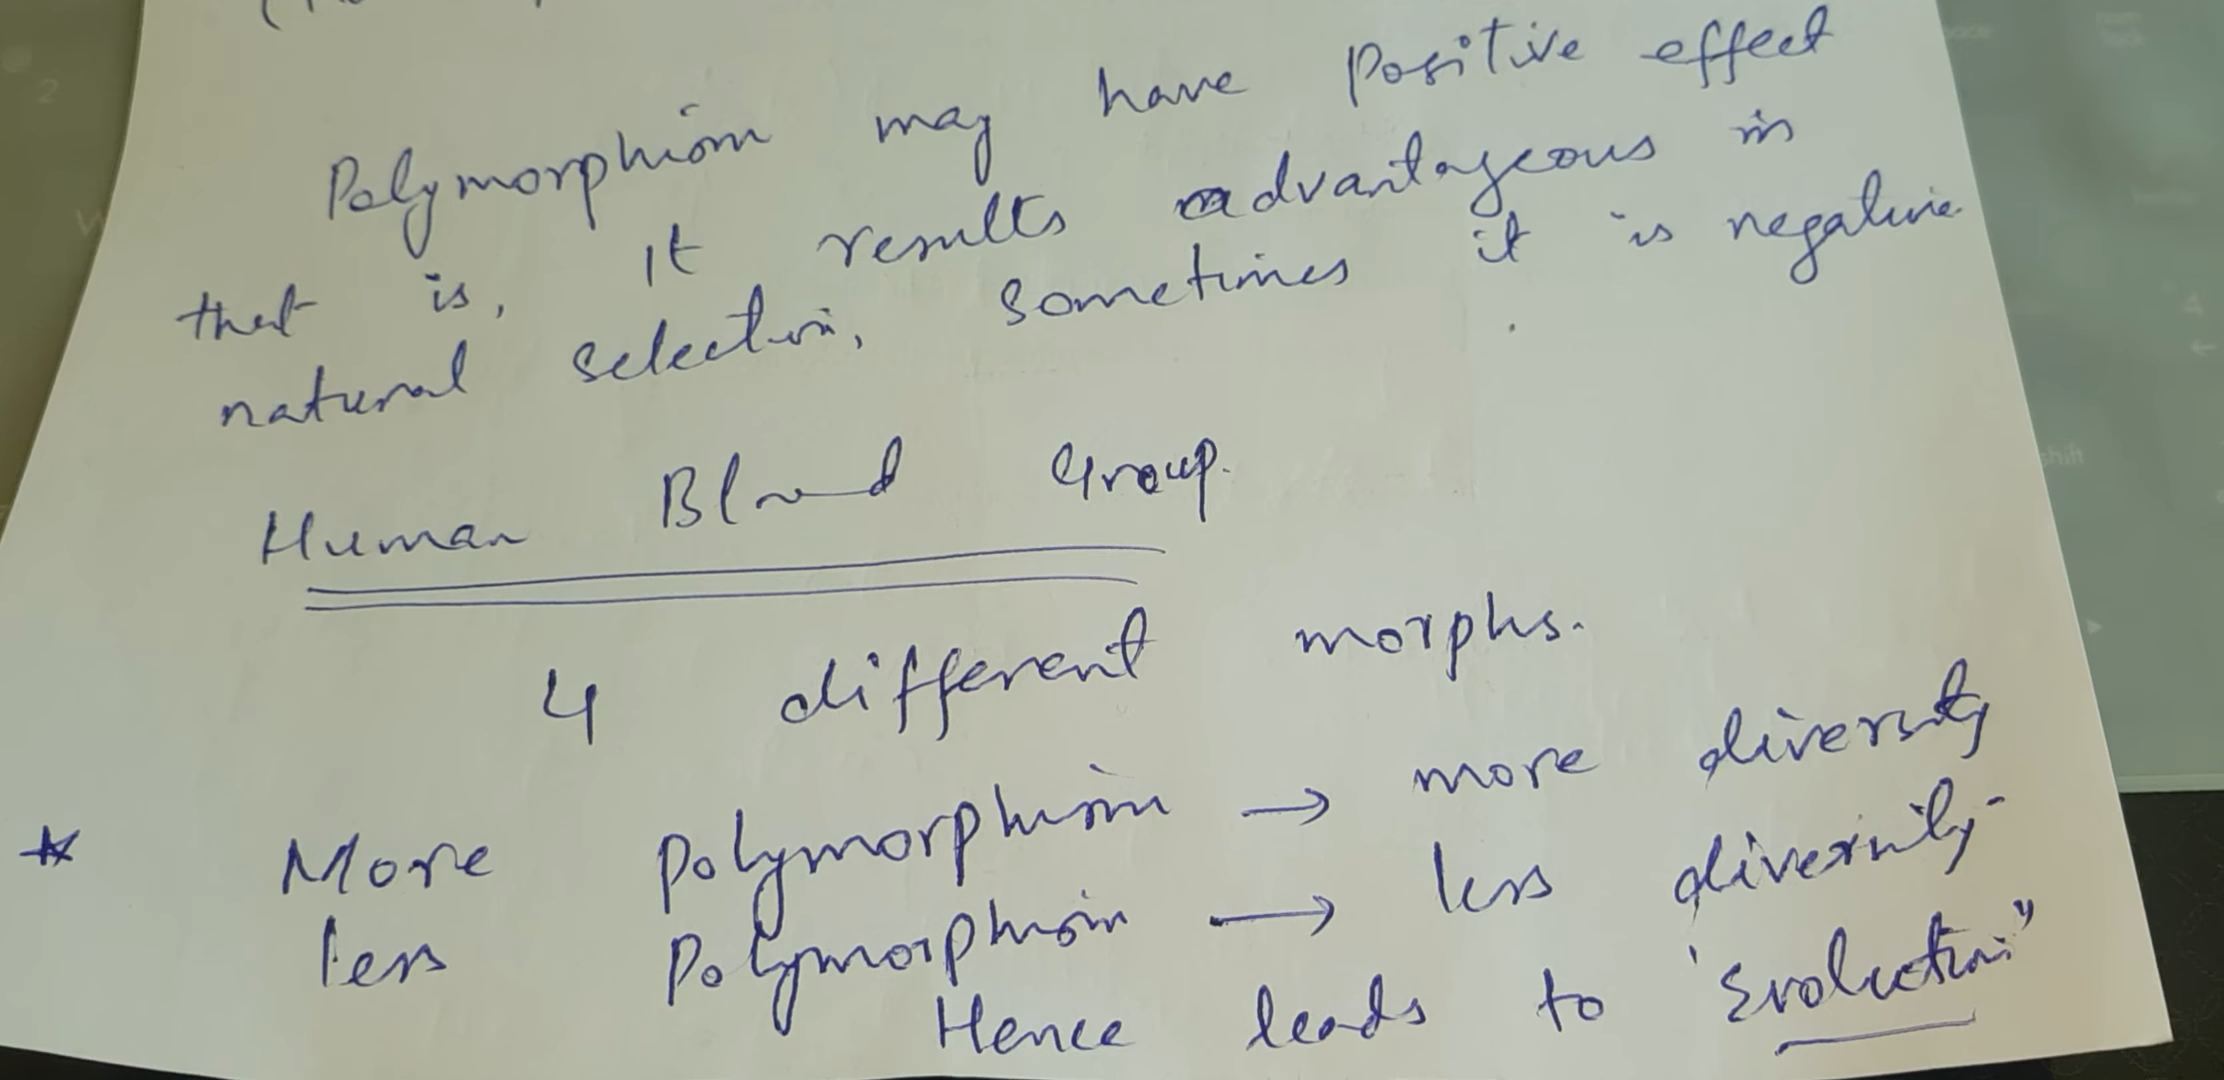 Polymorphism may have Positive effect
that is, It results advantageous in
natural selection, sometimes it is negative.
Human Blood Group.
4 different morphs.
* More Polymorphism → more diversity
less Polymorphism → less diversity.
Hence leads to 'Evolution"